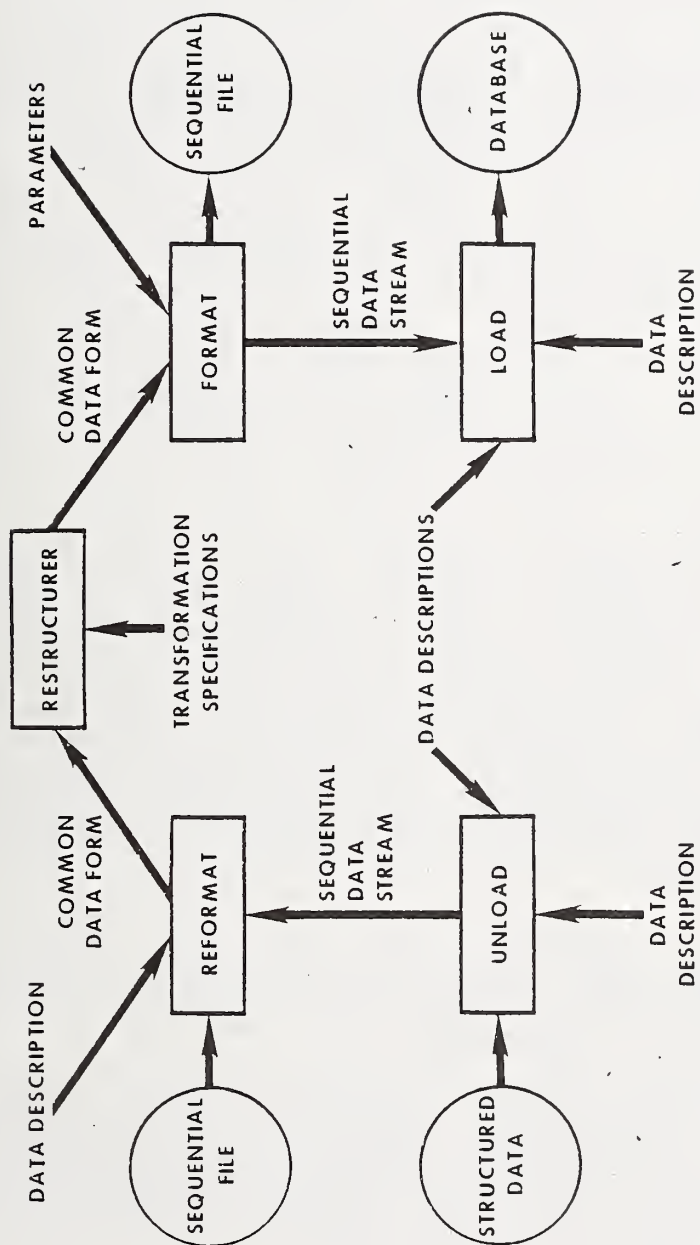 RESTRUCTURER
TRANSFORMATION
SPECIFICATIONS
COMMON
DATA FORM
COMMON
DATA FORM
DATA DESCRIPTION
PARAMETERS
SEQUENTIAL
FILE
REFORMAT
FORMAT
SEQUENTIAL
FILE
SEQUENTIAL
DATA
STREAM
SEQUENTIAL
DATA
STREAM
DATA DESCRIPTIONS
STRUCTURED
DATA
UNLOAD
LOAD
DATABASE
DATA
DESCRIPTION
DATA
DESCRIPTION